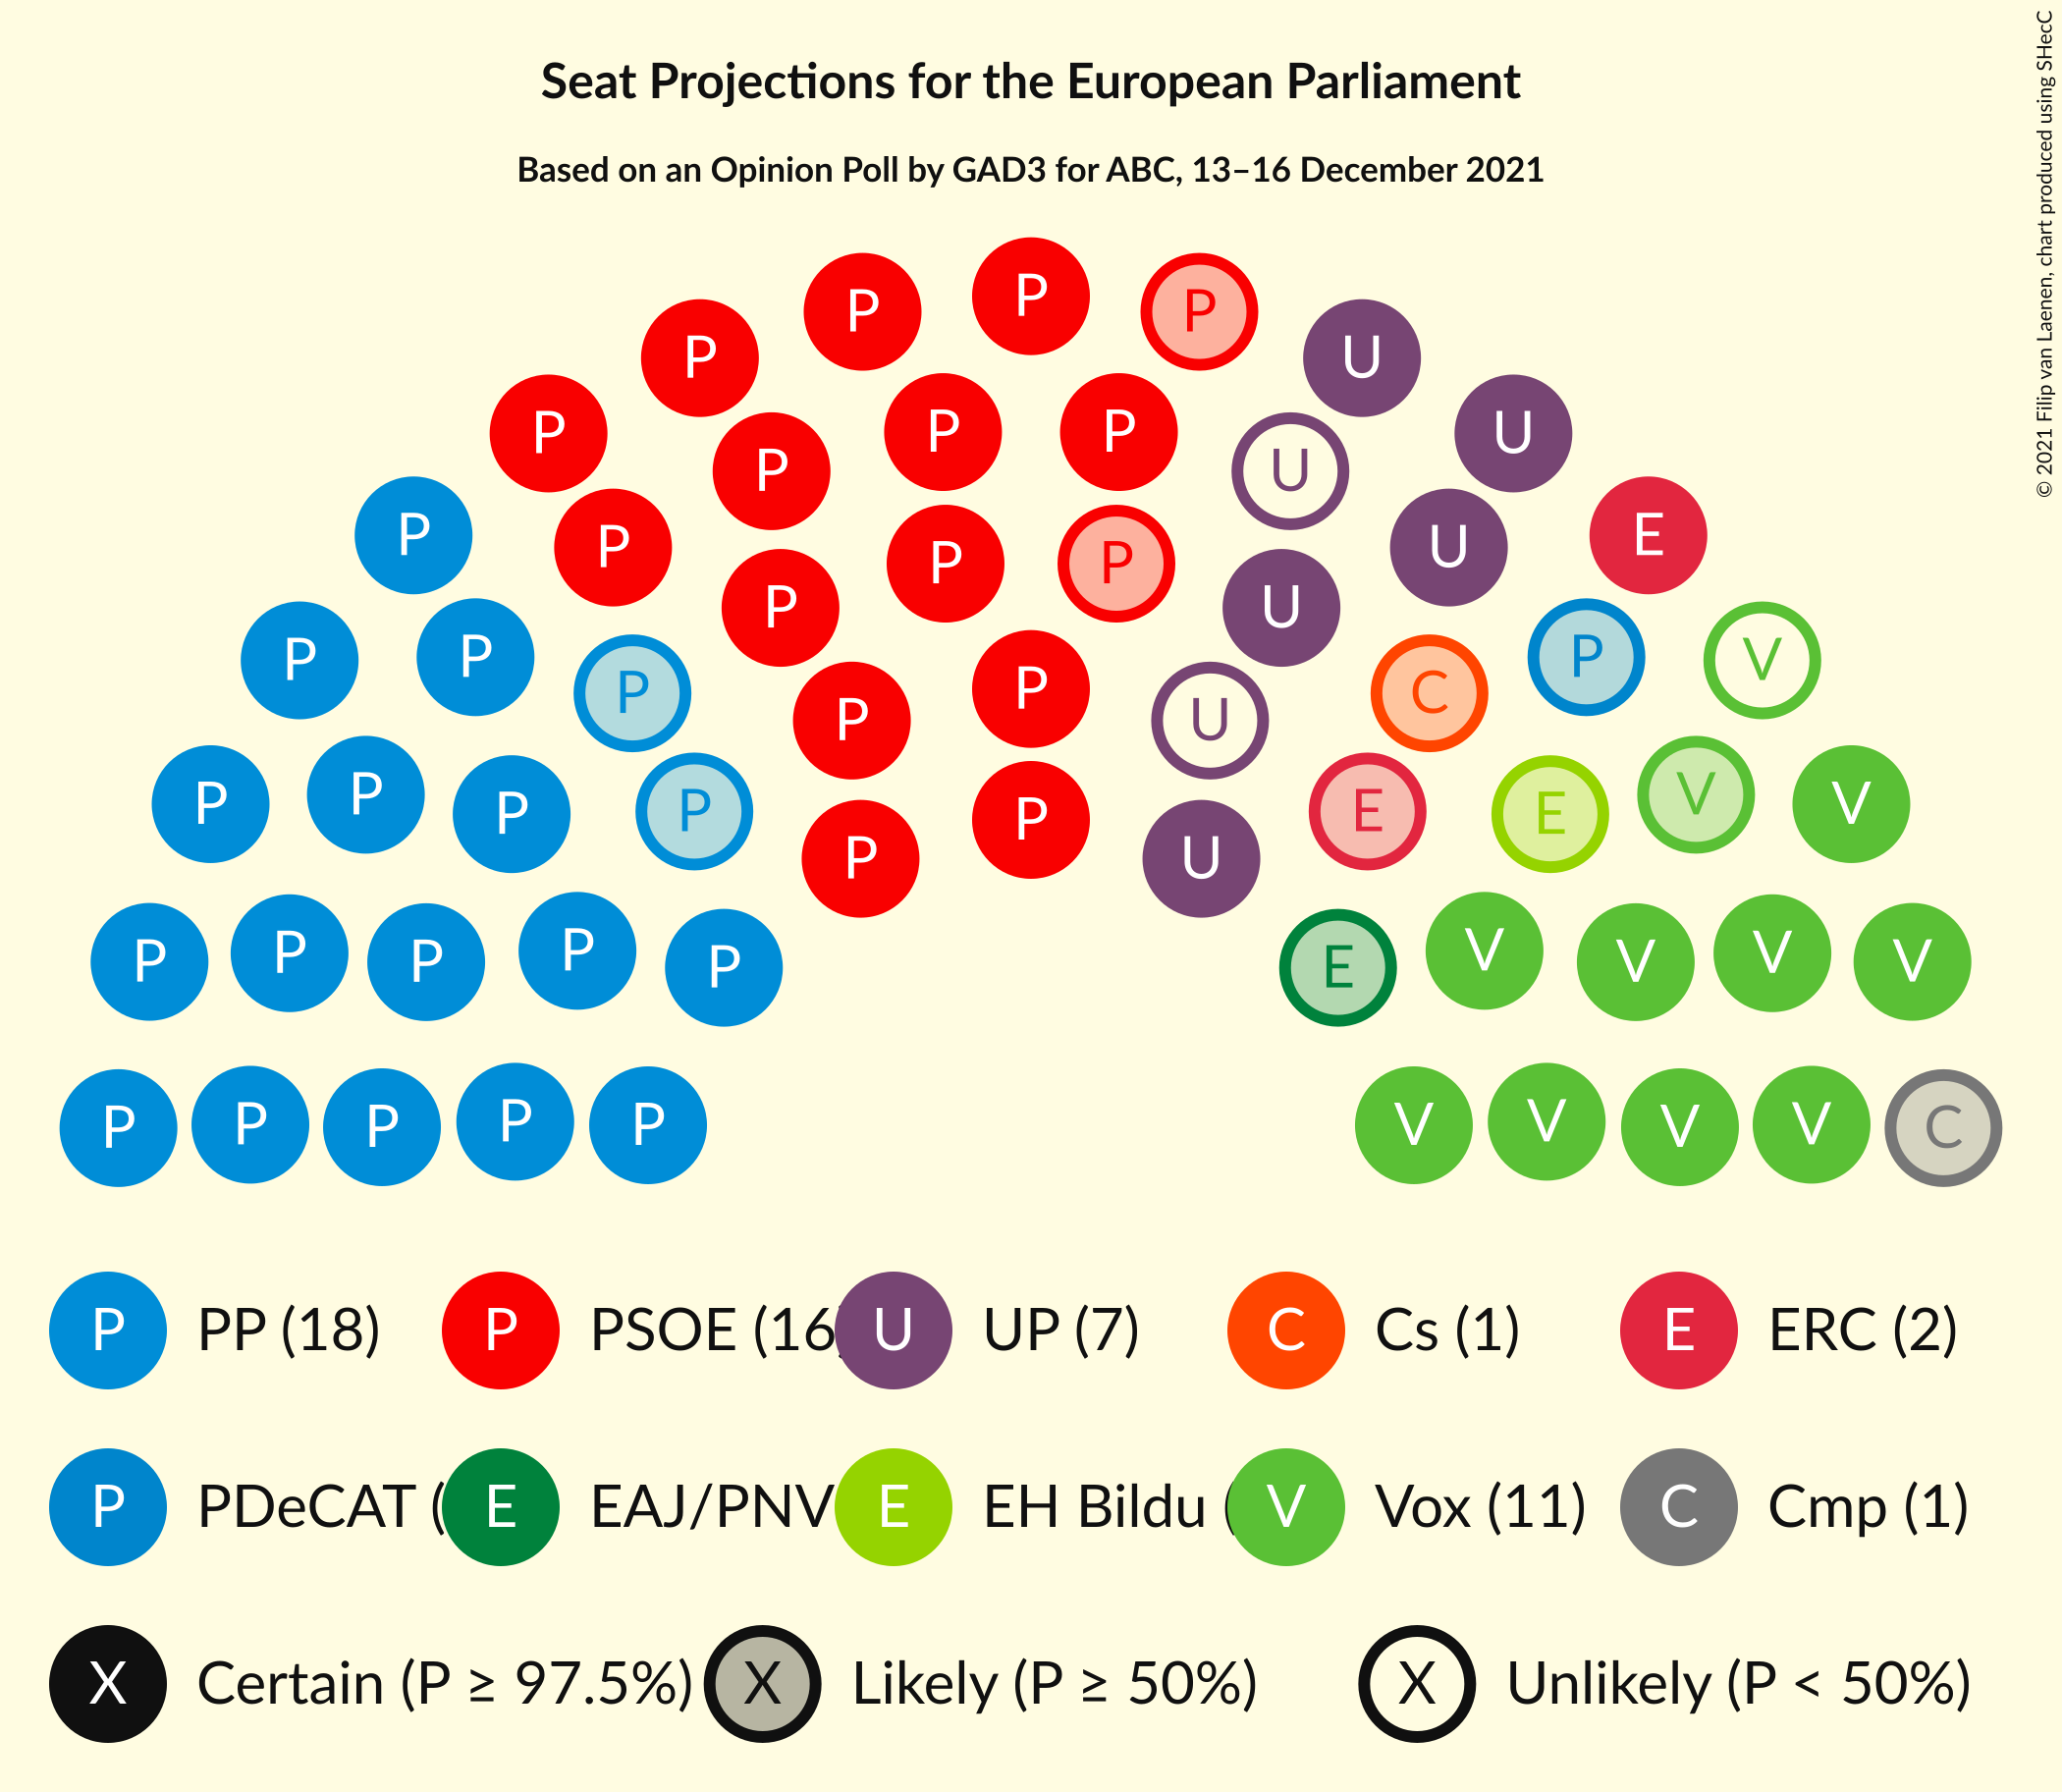 Seat Projections for the European Parliament
Based on an Opinion Poll by GAD3 for ABC, 13–16 December 2021
© 2021 Filip van Laenen, chart produced using SHecC
P
P P
P U
P P P U
P U
P E
P P P U
P U
P P P V
P P C
P U
P P P P P E E V V
P U
P P P P P E V V V V
P P P P P V V V V C
P PP (18) P PSOE (16) U UP (7) C Cs (1) E ERC (2)
P PDeCAT ( E EAJ/PNV E EH Bildu ( V Vox (11) C Cmp (1)
X Certain (P ≥ 97.5%) X Likely (P ≥ 50%) X Unlikely (P < 50%)